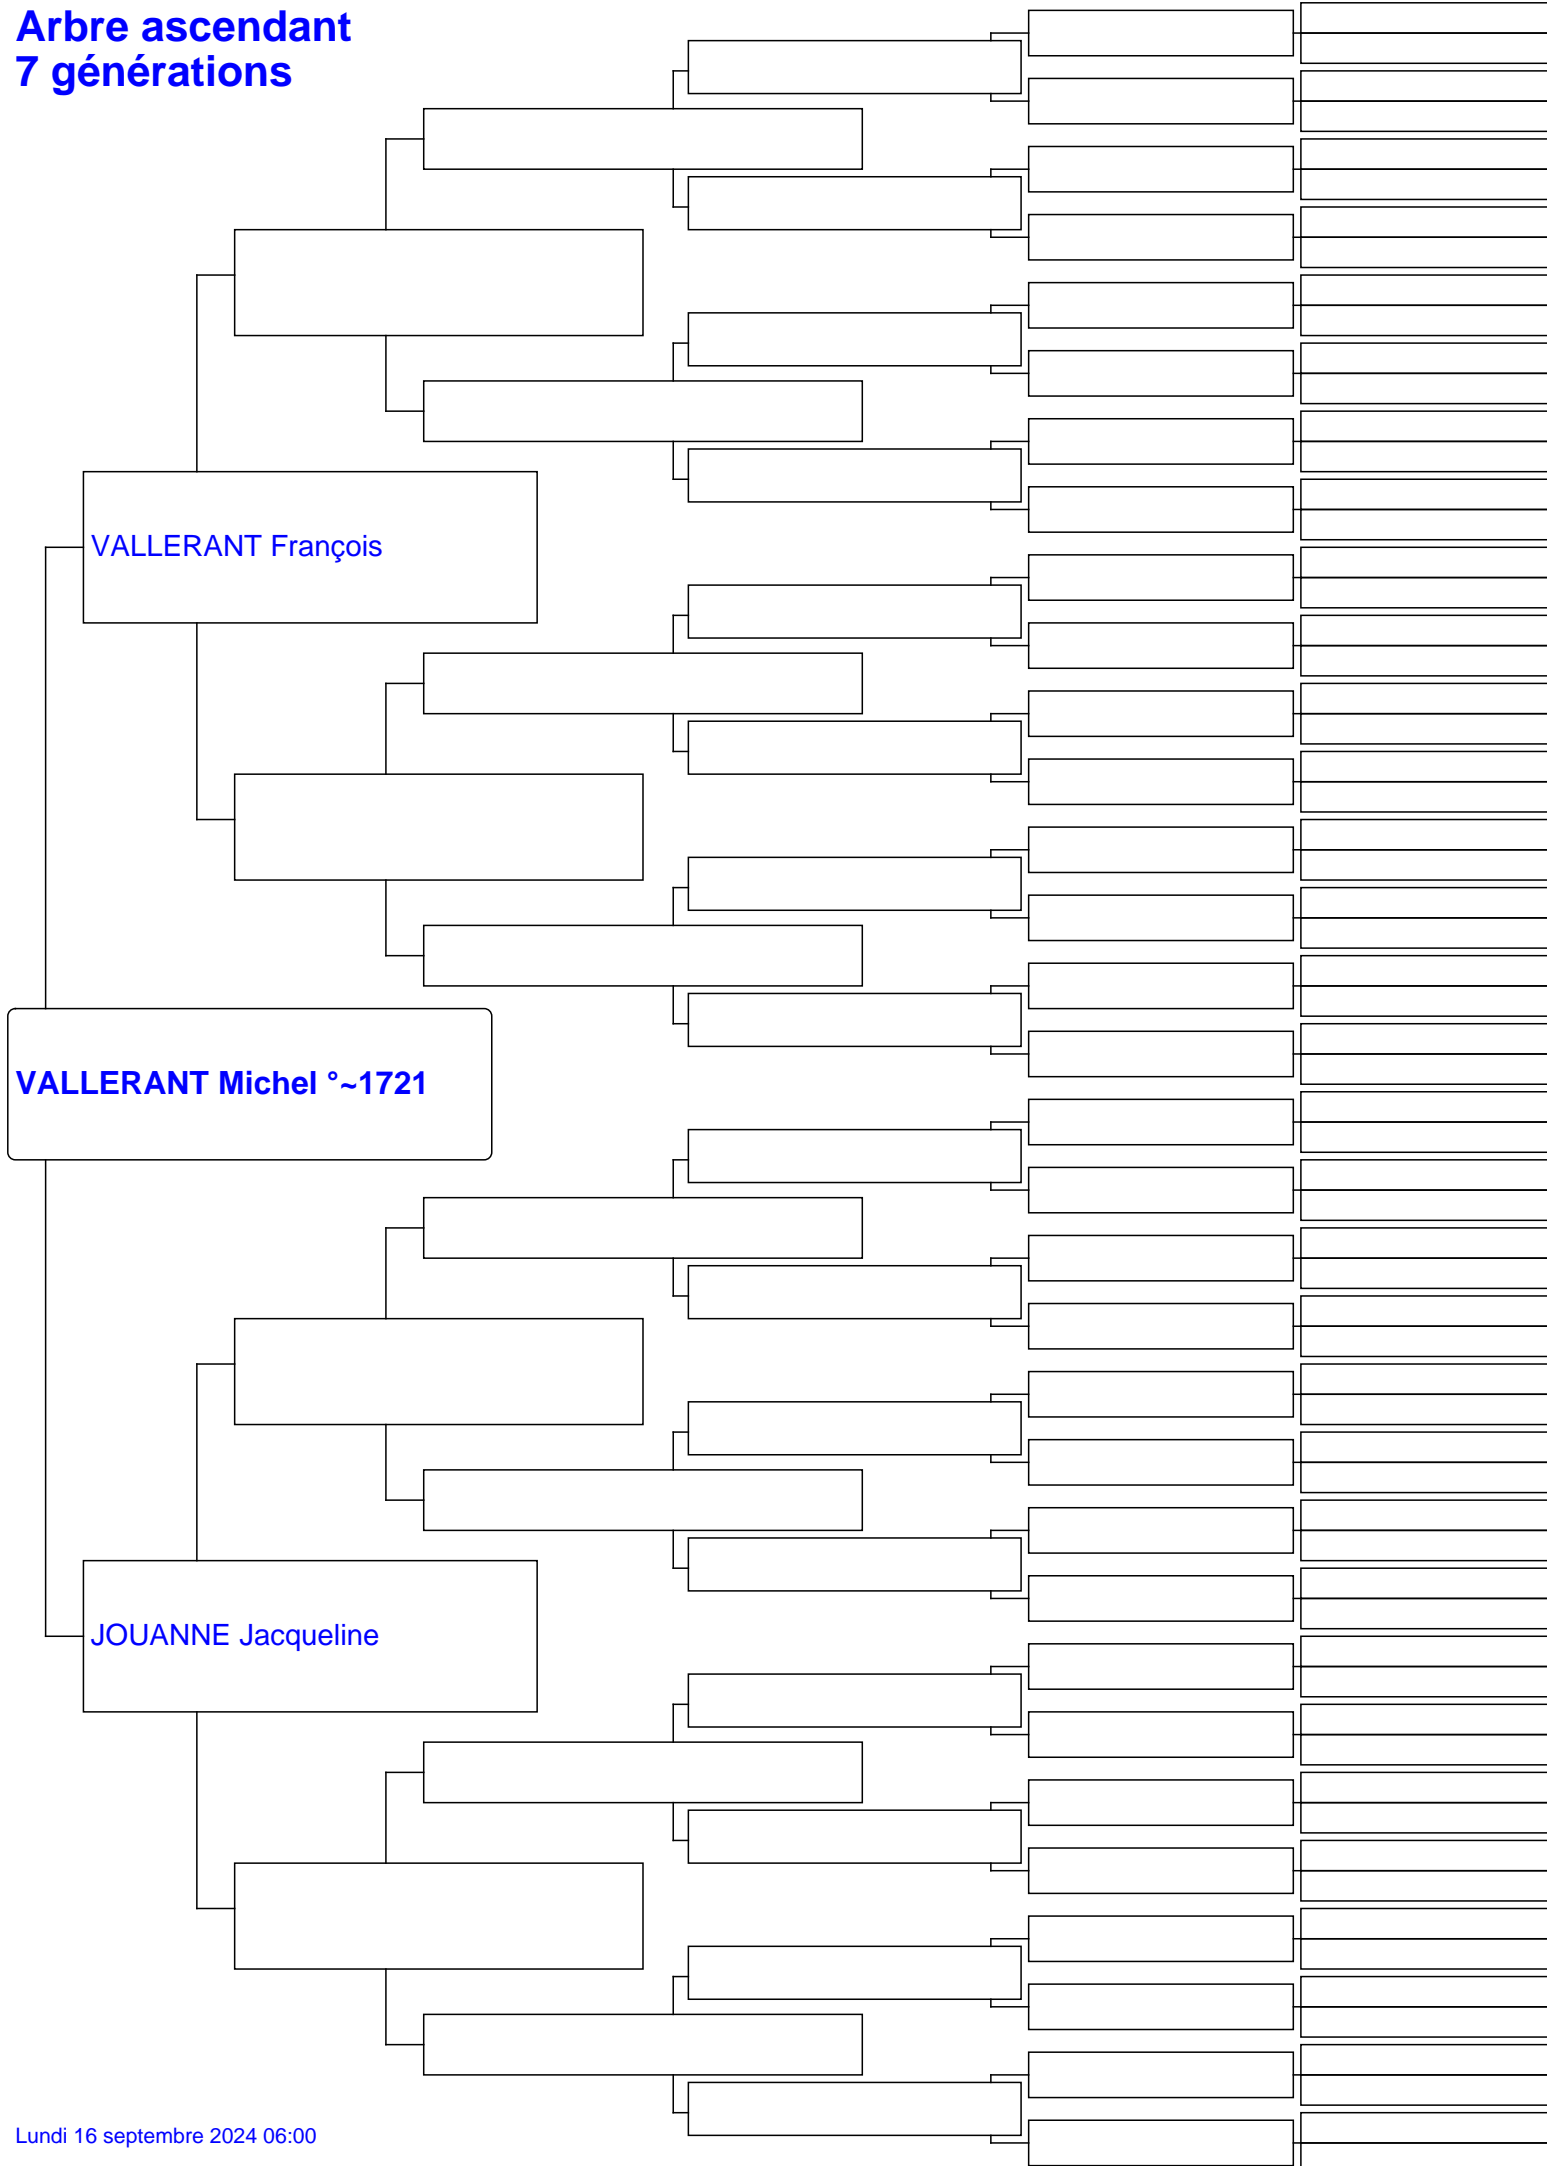 Arbre ascendant
7 générations
VALLERANT François
VALLERANT Michel °~1721
JOUANNE Jacqueline
Lundi 16 septembre 2024 06:00